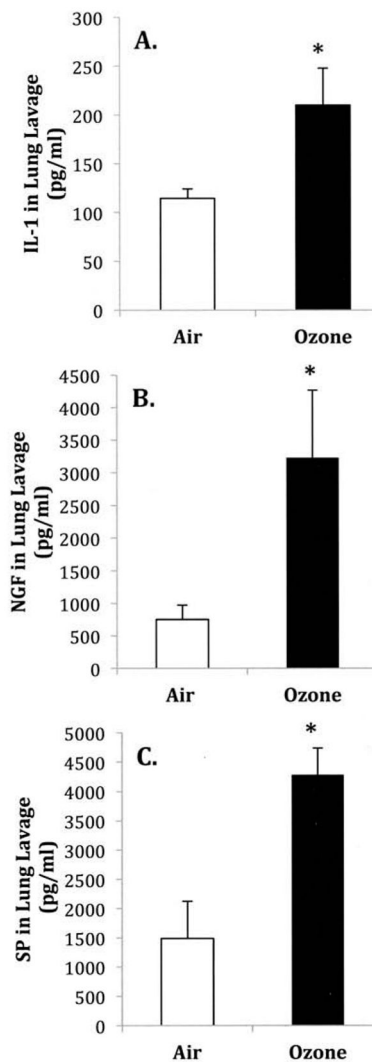 A.
*
IL-1 in Lung Lavage
(pg/ml)
300
250
200
150
100
50
0
Air Ozone
B.
*
NGF in Lung Lavage
(pg/ml)
4500
4000
3500
3000
2500
2000
1500
1000
500
0
Air Ozone
C.
*
SP in Lung Lavage
(pg/ml)
5000
4500
4000
3500
3000
2500
2000
1500
1000
500
0
Air Ozone